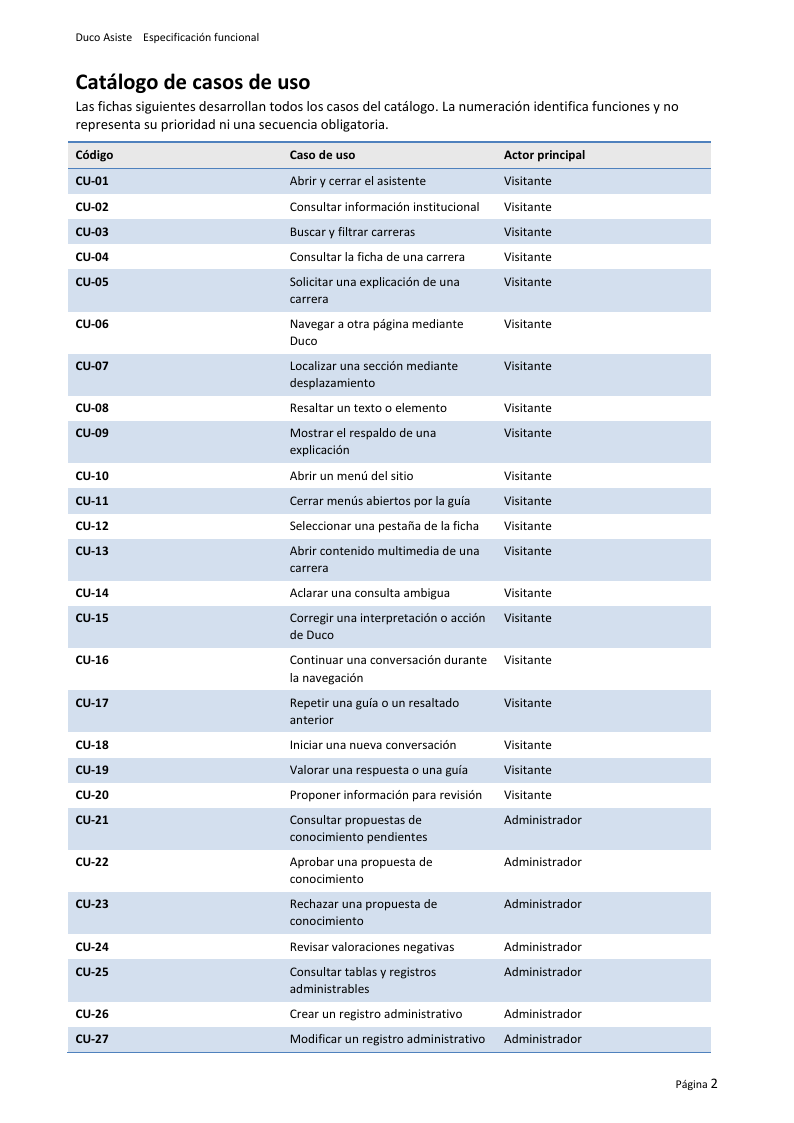 Duco Asiste Especificación funcional
Catálogo de casos de uso
Las fichas siguientes desarrollan todos los casos del catálogo. La numeración identifica funciones y no
representa su prioridad ni una secuencia obligatoria.
Código Caso de uso Actor principal
CU-01 Abrir y cerrar el asistente Visitante
CU-02 Consultar información institucional Visitante
CU-03 Buscar y filtrar carreras Visitante
CU-04 Consultar la ficha de una carrera Visitante
CU-05 Solicitar una explicación de una Visitante
carrera
CU-06 Navegar a otra página mediante Visitante
Duco
CU-07 Localizar una sección mediante Visitante
desplazamiento
CU-08 Resaltar un texto o elemento Visitante
CU-09 Mostrar el respaldo de una Visitante
explicación
CU-10 Abrir un menú del sitio Visitante
CU-11 Cerrar menús abiertos por la guía Visitante
CU-12 Seleccionar una pestaña de la ficha Visitante
CU-13 Abrir contenido multimedia de una Visitante
carrera
CU-14 Aclarar una consulta ambigua Visitante
CU-15 Corregir una interpretación o acción Visitante
de Duco
CU-16 Continuar una conversación durante Visitante
la navegación
CU-17 Repetir una guía o un resaltado Visitante
anterior
CU-18 Iniciar una nueva conversación Visitante
CU-19 Valorar una respuesta o una guía Visitante
CU-20 Proponer información para revisión Visitante
CU-21 Consultar propuestas de Administrador
conocimiento pendientes
CU-22 Aprobar una propuesta de Administrador
conocimiento
CU-23 Rechazar una propuesta de Administrador
conocimiento
CU-24 Revisar valoraciones negativas Administrador
CU-25 Consultar tablas y registros Administrador
administrables
CU-26 Crear un registro administrativo Administrador
CU-27 Modificar un registro administrativo Administrador
Página 2